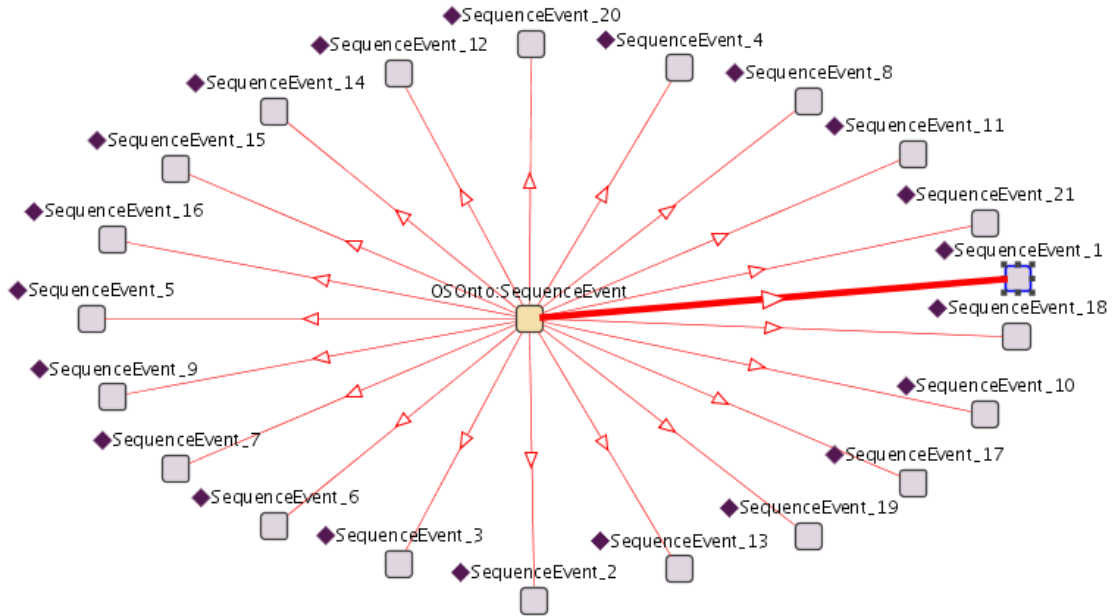 SequenceEvent_20
SequenceEvent_12
SequenceEvent_4
SequenceEvent_14
SequenceEvent_8
SequenceEvent_15
SequenceEvent_11
SequenceEvent_16
SequenceEvent_21
SequenceEvent_1
SequenceEvent_5
OSOnto:SequenceEvent
SequenceEvent_18
SequenceEvent_9
SequenceEvent_10
SequenceEvent_7
SequenceEvent_17
SequenceEvent_6
SequenceEvent_19
SequenceEvent_3
SequenceEvent_13
SequenceEvent_2